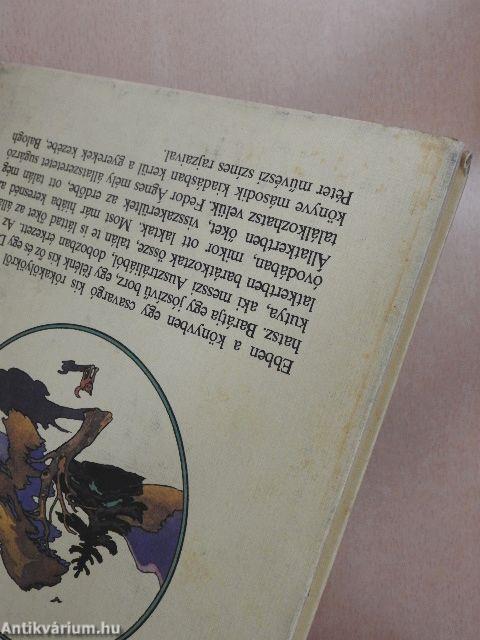 Ebben a könyvben egy csavargó kis rókakölyökről
hatsz. Barátja egy jószívű borz, egy félénk kis őz és egy
kutya, aki messzi Ausztráliából, dobozban érkezett. Az
latkertben barátkoztak össze, talán te is láttad őket az
óvodában, mikor ott laktak. Most már hiába keresnéd
Állatkertben őket, visszakerültek az erdőbe, ott talán még
találkozhatsz velük. Fedor Ágnes mély állatszeretetet sugárzó
könyve második kiadásban kerül a gyerekek kezébe, Balogh
Péter művészi színes rajzaival.
Antikvárium.hu